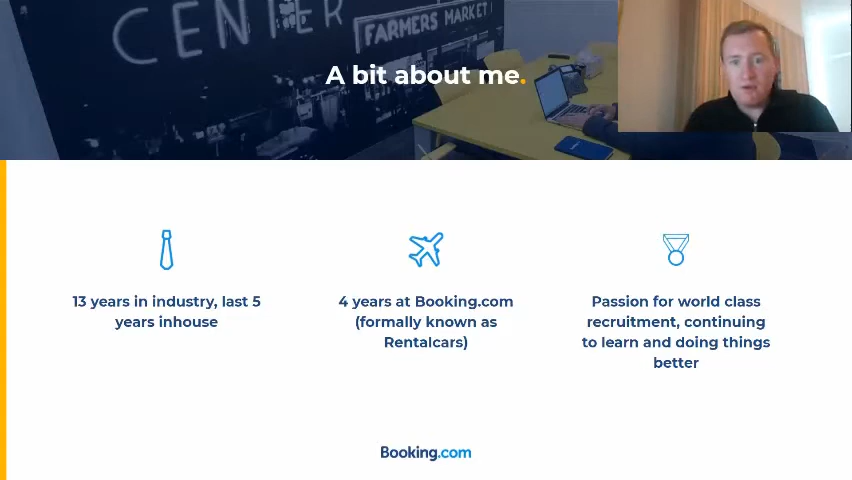 CENTER
FARMERS MARKET
A bit about me.
13 years in industry, last 5
years inhouse
4 years at Booking.com
(formally known as
Rentalcars)
Passion for world class
recruitment, continuing
to learn and doing things
better
Booking.com